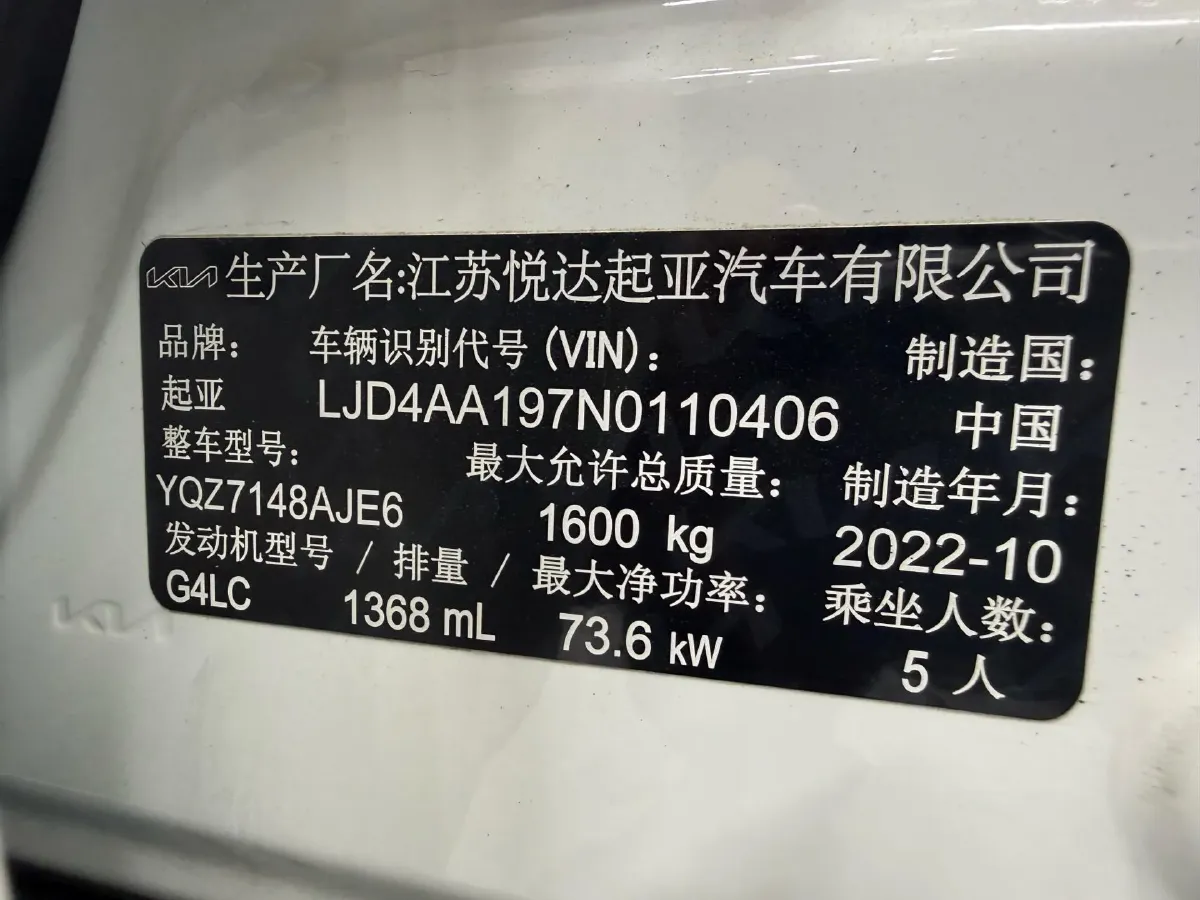 KIA 生产厂名:江苏悦达起亚汽车有限公司
品牌: 车辆识别代号 (VIN): 制造国:
起亚 LJD4AA197N0110406 中国
整车型号: 最大允许总质量: 制造年月:
YQZ7148AJE6 1600 kg 2022-10
发动机型号 / 排量 / 最大净功率: 乘坐人数:
G4LC 1368 mL 73.6 kW 5 人
KIA